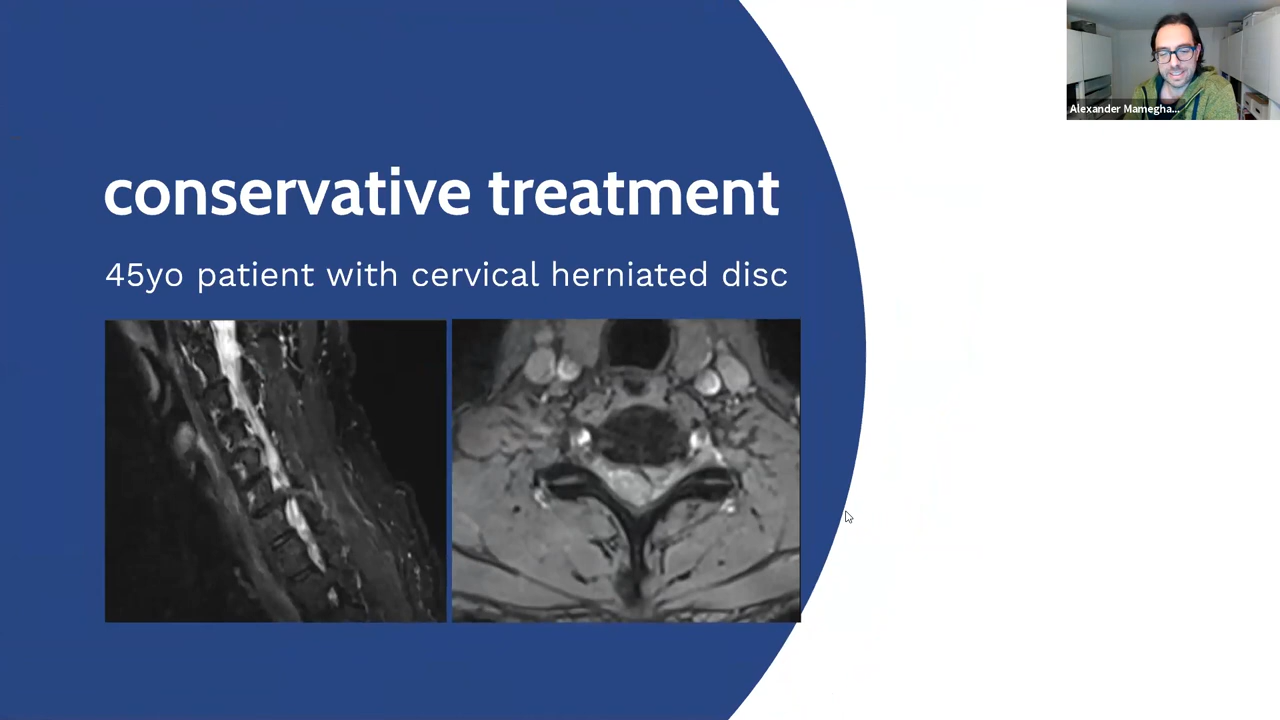 conservative treatment
45yo patient with cervical herniated disc
Alexander Mamegha...